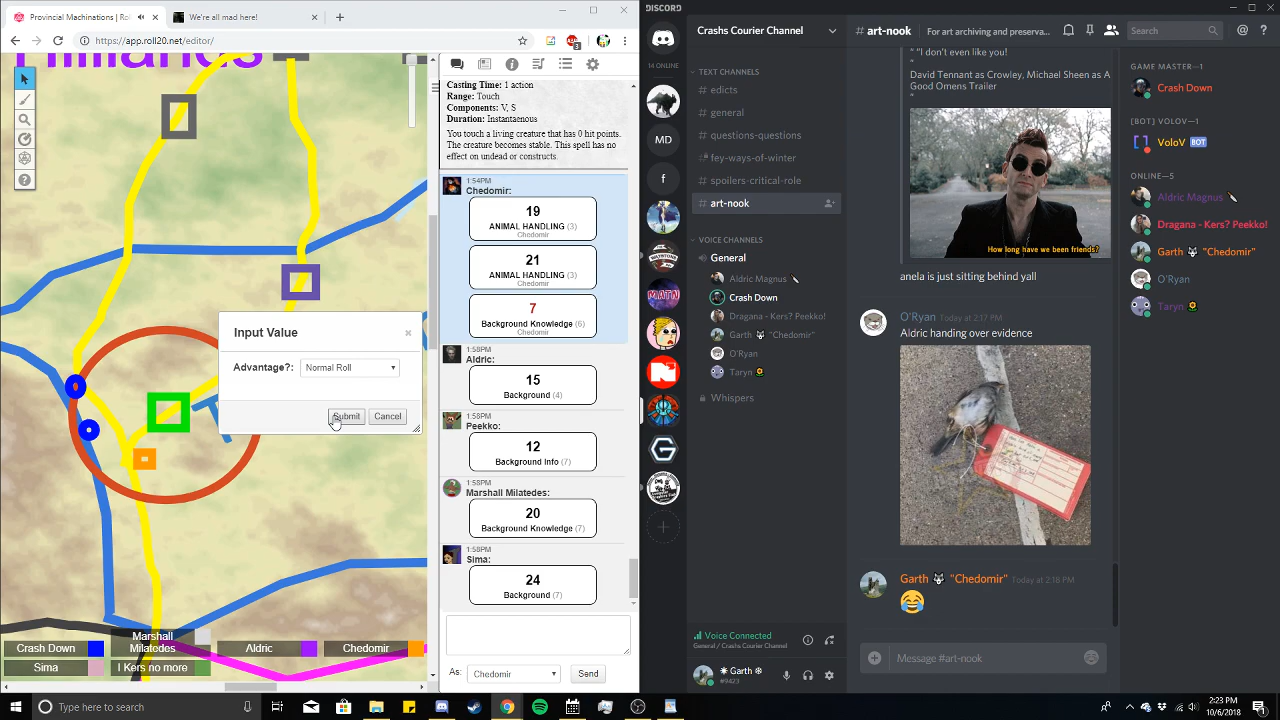 Provincial Machinations | Rol
We're all mad here!
https://app.roll20.net/editor/
3
Casting Time: 1 action
Range: Touch
Components: V, S
Duration: Instantaenous
You touch a living creature that has 0 hit points.
The creature becomes stable. This spell has no
effect on undead or constructs.
1:54PM
Chedomir:
19
ANIMAL HANDLING (3)
Chedomir
21
ANIMAL HANDLING (3)
Chedomir
7
Background Knowledge (6)
Chedomir
1:58PM
Aldric:
15
Background (4)
1:58PM
Peekko:
12
Background Info (7)
1:58PM
Marshall Milatedes:
20
Background Knowledge (7)
1:58PM
Sima:
24
Background (7)
As:
Chedomir
Send
Input Value
×
Advantage?:
Normal Roll
Submit
Cancel
Crash Down
Marshall
Milatedes
Aldric
Chedomir
Sima
I Kers no more
DISCORD
14 ONLINE
MD
f
Crashs Courier Channel
TEXT CHANNELS
# edicts
# general
# questions-questions
# fey-ways-of-winter
# spoilers-critical-role
# art-nook
VOICE CHANNELS
General
Aldric Magnus
Crash Down
Dragana - Kers? Peekko!
Garth 🐺 "Chedomir"
O'Ryan
Taryn 🌻
Whispers
Voice Connected
General / Crashs Courier Channel
☀ Garth ❄
#9423
# art-nook
For art archiving and preserva...
Search
" "I don't even like you!
"
David Tennant as Crowley, Michael Sheen as A
Good Omens Trailer
"
How long have we been friends?
anela is just sitting behind yall
O'Ryan Today at 2:17 PM
Aldric handing over evidence
Garth 🐺 "Chedomir" Today at 2:18 PM
😂
Message #art-nook
GAME MASTER—1
Crash Down
[BOT] VOLOV—1
VoloV BOT
ONLINE—5
Aldric Magnus
Dragana - Kers? Peekko!
Garth 🐺 "Chedomir"
O'Ryan
Taryn 🌻
Type here to search
2:23 PM
10/6/2018